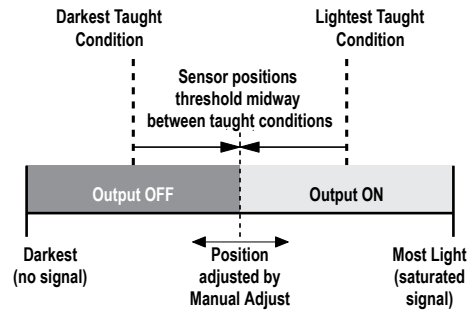 Darkest Taught
Condition
Lightest Taught
Condition
Sensor positions
threshold midway
between taught conditions
Output OFF
Output ON
Darkest
(no signal)
Position
adjusted by
Manual Adjust
Most Light
(saturated
signal)